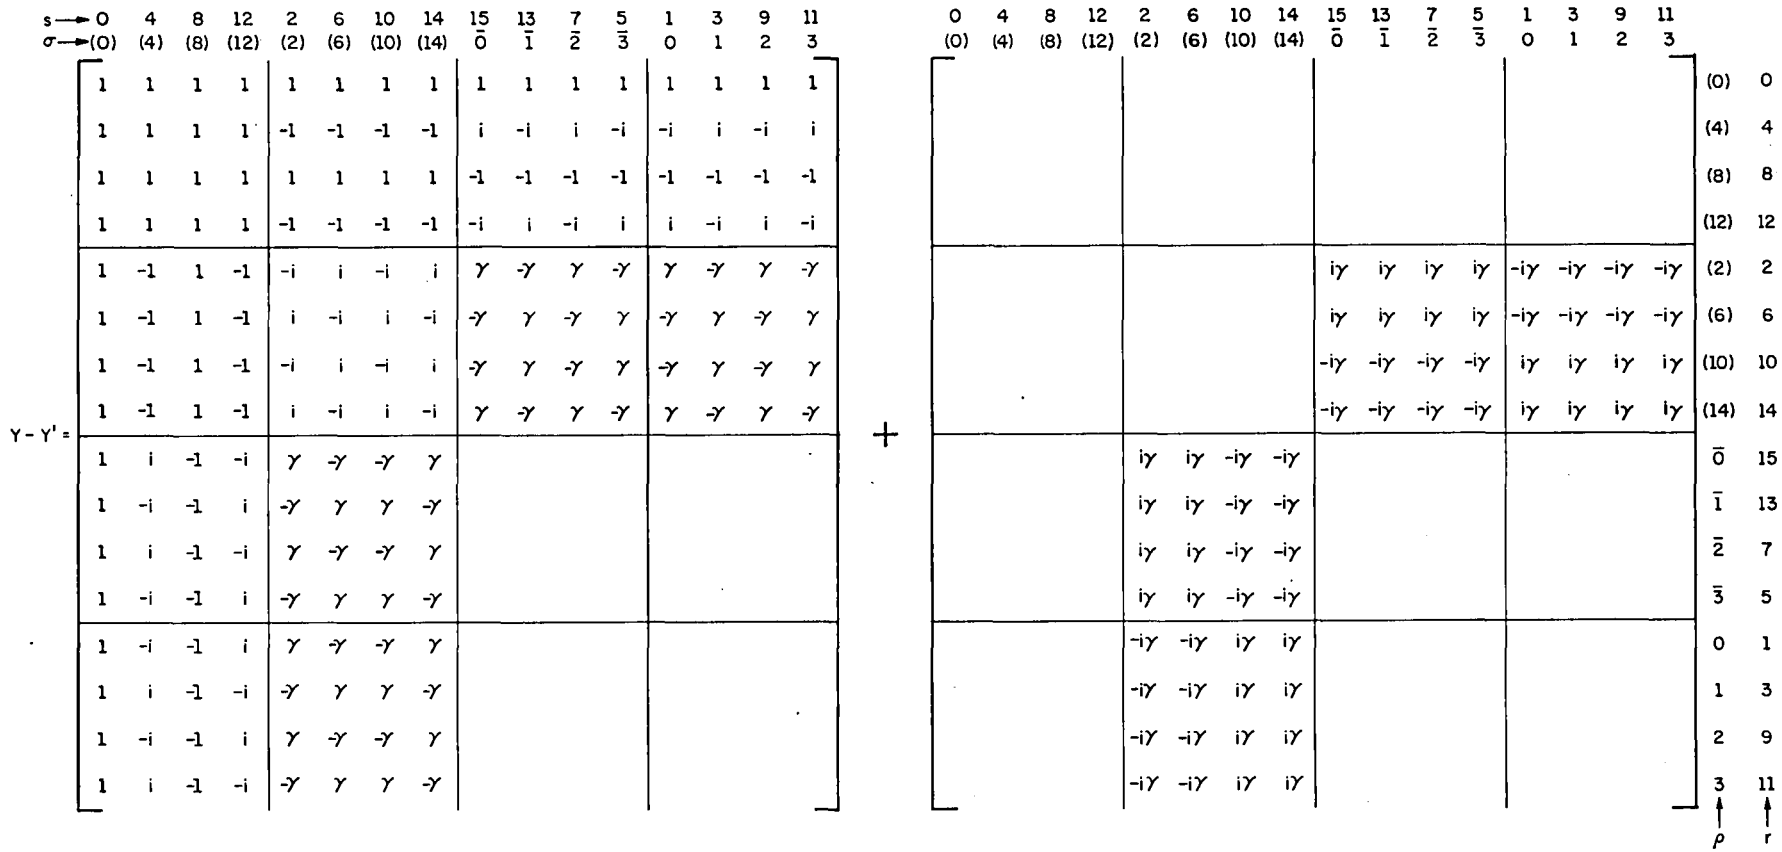 s → 0 4 8 12 2 6 10 14 15 13 7 5 1 3 9 11 0 4 8 12 2 6 10 14 15 13 7 5 1 3 9 11
σ → (0) (4) (8) (12) (2) (6) (10) (14) 0̄ 1̄ 2̄ 3̄ 0 1 2 3 (0) (4) (8) (12) (2) (6) (10) (14) 0̄ 1̄ 2̄ 3̄ 0 1 2 3
1 1 1 1 1 1 1 1 1 1 1 1 1 1 1 1 (0) 0
1 1 1 1 -1 -1 -1 -1 i -i i -i -i i -i i (4) 4
1 1 1 1 1 1 1 1 -1 -1 -1 -1 -1 -1 -1 -1 (8) 8
1 1 1 1 -1 -1 -1 -1 -i i -i i i -i i -i (12) 12
1 -1 1 -1 -i i -i i γ -γ γ -γ γ -γ γ -γ iγ iγ iγ iγ -iγ -iγ -iγ -iγ (2) 2
1 -1 1 -1 i -i i -i -γ γ -γ γ -γ γ -γ γ iγ iγ iγ iγ -iγ -iγ -iγ -iγ (6) 6
1 -1 1 -1 -i i -i i -γ γ -γ γ -γ γ -γ γ -iγ -iγ -iγ -iγ iγ iγ iγ iγ (10) 10
1 -1 1 -1 i -i i -i γ -γ γ -γ γ -γ γ -γ -iγ -iγ -iγ -iγ iγ iγ iγ iγ (14) 14
Y - Y' = +
1 i -1 -i γ -γ -γ γ iγ iγ -iγ -iγ 0̄ 15
1 -i -1 i -γ γ γ -γ iγ iγ -iγ -iγ 1̄ 13
1 i -1 -i γ -γ -γ γ iγ iγ -iγ -iγ 2̄ 7
1 -i -1 i -γ γ γ -γ iγ iγ -iγ -iγ 3̄ 5
1 -i -1 i γ -γ -γ γ -iγ -iγ iγ iγ 0 1
1 i -1 -i -γ γ γ -γ -iγ -iγ iγ iγ 1 3
1 -i -1 i γ -γ -γ γ -iγ -iγ iγ iγ 2 9
1 i -1 -i -γ γ γ -γ -iγ -iγ iγ iγ 3 11
↑ ↑
ρ r